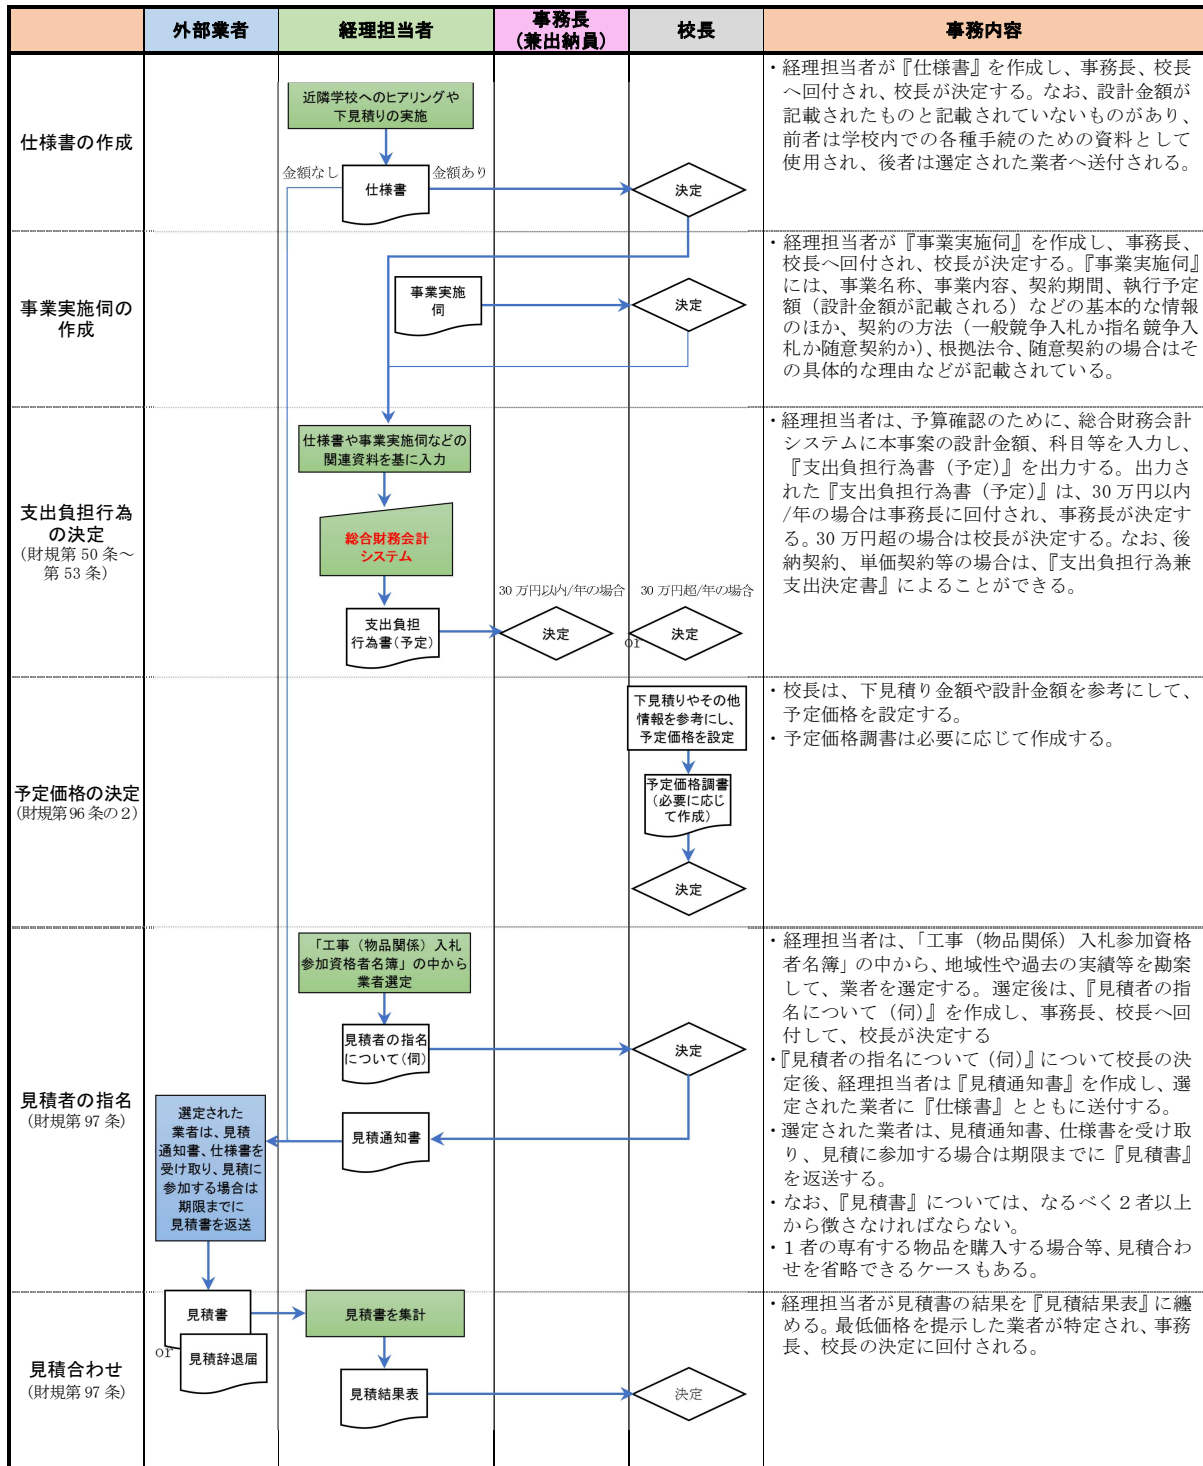 外部業者
経理担当者
事務長
(兼出納員)
校長
事務内容
仕様書の作成
近隣学校へのヒアリングや
下見積りの実施
金額なし
金額あり
仕様書
決定
・経理担当者が『仕様書』を作成し、事務長、校長
へ回付され、校長が決定する。なお、設計金額が
記載されたものと記載されていないものがあり、
前者は学校内での各種手続のための資料として
使用され、後者は選定された業者へ送付される。
事業実施伺の
作成
事業実施
伺
決定
・経理担当者が『事業実施伺』を作成し、事務長、
校長へ回付され、校長が決定する。『事業実施伺』
には、事業名称、事業内容、契約期間、執行予定
額（設計金額が記載される）などの基本的な情報
のほか、契約の方法（一般競争入札か指名競争入
札か随意契約か）、根拠法令、随意契約の場合はそ
の具体的な理由などが記載されている。
支出負担行為
の決定
(財規第 50 条～
第 53 条)
仕様書や事業実施伺などの
関連資料を基に入力
総合財務会計
システム
支出負担
行為書(予定)
30 万円以内/年の場合
決定
or
30 万円超/年の場合
決定
・経理担当者は、予算確認のために、総合財務会計
システムに本事案の設計金額、科目等を入力し、
『支出負担行為書（予定）』を出力する。出力さ
れた『支出負担行為書（予定）』は、30 万円以内
/年の場合は事務長に回付され、事務長が決定す
る。30 万円超の場合は校長が決定する。なお、後
納契約、単価契約等の場合は、『支出負担行為兼
支出決定書』によることができる。
予定価格の決定
(財規第 96 条の２)
下見積りやその他
情報を参考にし、
予定価格を設定
予定価格調書
(必要に応じ
て作成)
決定
・校長は、下見積り金額や設計金額を参考にして、
予定価格を設定する。
・予定価格調書は必要に応じて作成する。
見積者の指名
(財規第 97 条)
「工事（物品関係）入札
参加資格者名簿」の中から
業者選定
見積者の指名
について(伺)
決定
見積通知書
選定された
業者は、見積
通知書、仕様書を
受け取り、見積に
参加する場合は
期限までに
見積書を返送
・経理担当者は、「工事（物品関係）入札参加資格
者名簿」の中から、地域性や過去の実績等を勘案
して、業者を選定する。選定後は、『見積者の指
名について（伺）』を作成し、事務長、校長へ回
付して、校長が決定する
・『見積者の指名について（伺）』について校長の決
定後、経理担当者は『見積通知書』を作成し、選
定された業者に『仕様書』とともに送付する。
・選定された業者は、見積通知書、仕様書を受け取
り、見積に参加する場合は期限までに『見積書』
を返送する。
・なお、『見積書』については、なるべく２者以上
から徴さなければならない。
・１者の専有する物品を購入する場合等、見積合わ
せを省略できるケースもある。
見積合わせ
(財規第 97 条)
見積書
or
見積辞退届
見積書を集計
見積結果表
決定
・経理担当者が見積書の結果を『見積結果表』に纏
める。最低価格を提示した業者が特定され、事務
長、校長の決定に回付される。